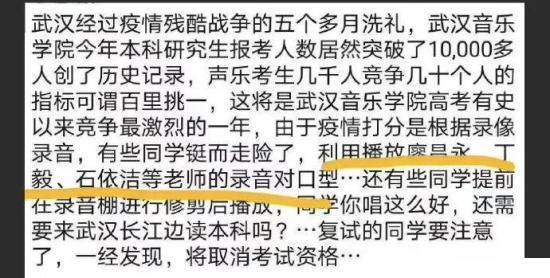 武汉经过疫情残酷战争的五个多月洗礼，武汉音乐
学院今年本科研究生报考人数居然突破了10,000多
人创了历史记录，声乐考生几千人竞争几十个人的
指标可谓百里挑一，这将是武汉音乐学院高考有史
以来竞争最激烈的一年，由于疫情打分是根据录像
录音，有些同学铤而走险了，利用播放廖昌永、丁
毅、石依洁等老师的录音对口型…还有些同学提前
在录音棚进行修剪后播放，同学你唱这么好，还需
要来武汉长江边读本科吗？…复试的同学要注意
了，一经发现，将取消考试资格…